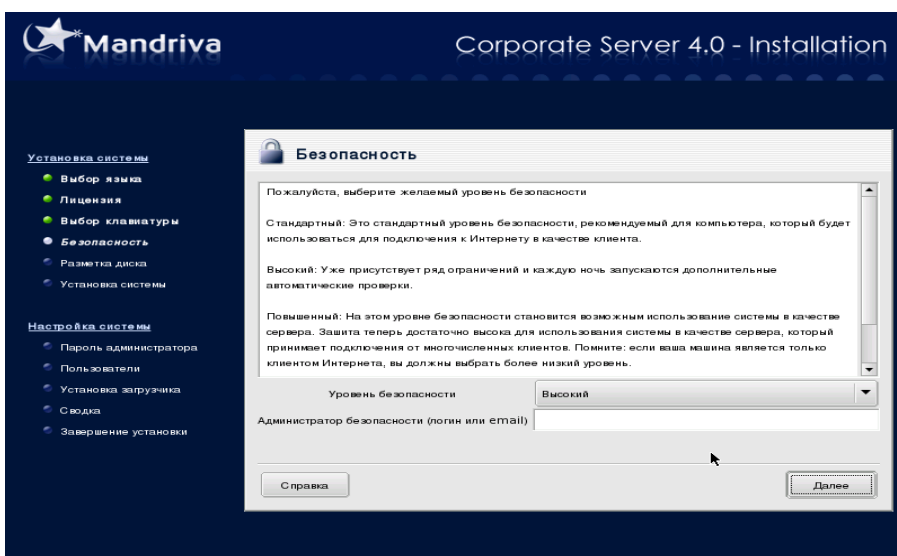 Mandriva
Corporate Server 4.0 - Installation
Установка системы
Выбор языка
Лицензия
Выбор клавиатуры
Безопасность
Разметка диска
Установка системы
Настройка системы
Пароль администратора
Пользователи
Установка загрузчика
Сводка
Завершение установки
Безопасность
Пожалуйста, выберите желаемый уровень безопасности
Стандартный: Это стандартный уровень безопасности, рекомендуемый для компьютера, который будет
использоваться для подключения к Интернету в качестве клиента.
Высокий: Уже присутствует ряд ограничений и каждую ночь запускаются дополнительные
автоматические проверки.
Повышенный: На этом уровне безопасности становится возможным использование системы в качестве
сервера. Зашита теперь достаточно высока для использования системы в качестве сервера, который
принимает подключения от многочисленных клиентов. Помните: если ваша машина является только
клиентом Интернета, вы должны выбрать более низкий уровень.
Уровень безопасности
Высокий
Администратор безопасности (логин или email)
Справка
Далее